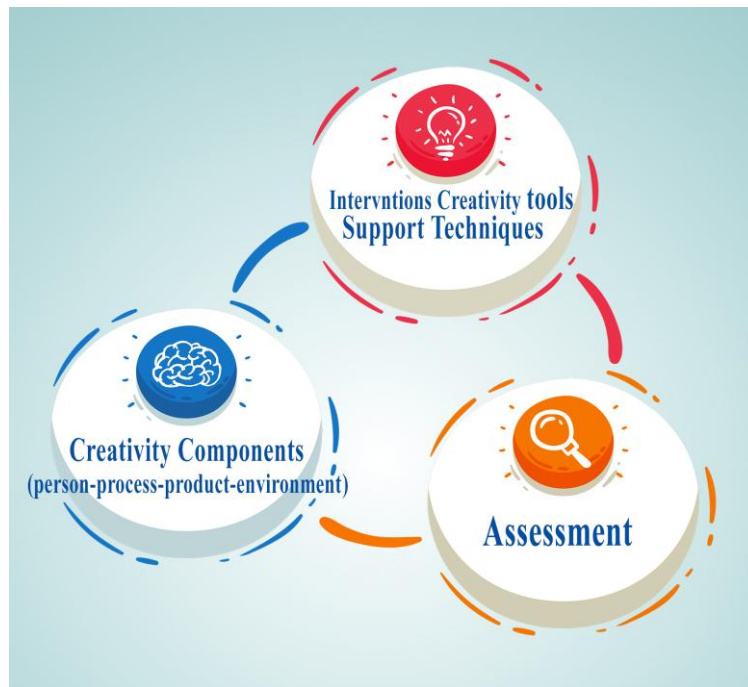 Intervntions Creativity tools
Support Techniques
Creativity Components
(person-process-product-environment)
Assessment